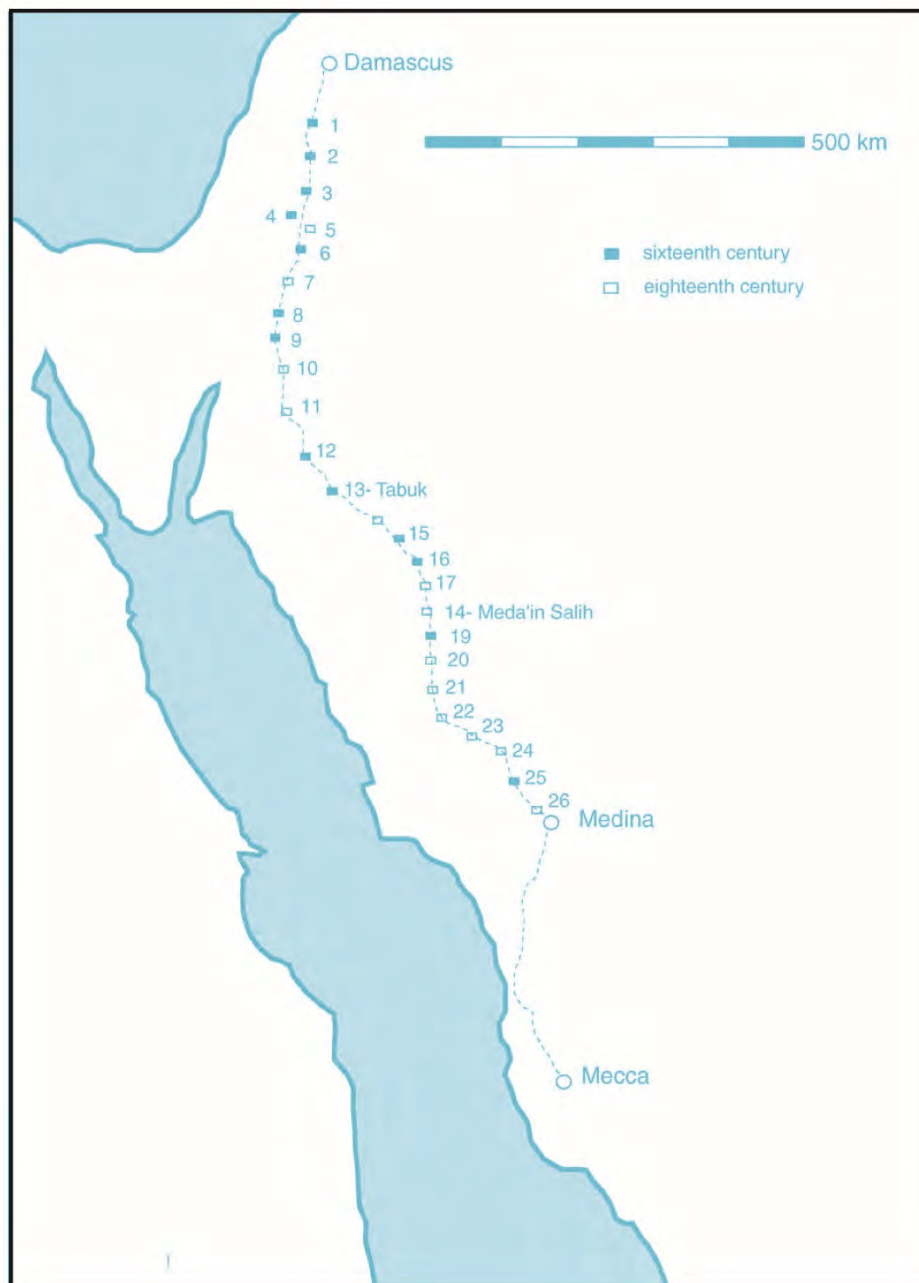 Damascus
1
500 km
2
3
4
5
sixteenth century
6
7
eighteenth century
8
9
10
11
12
13- Tabuk
15
16
17
14- Meda'in Salih
19
20
21
22
23
24
25
26
Medina
Mecca